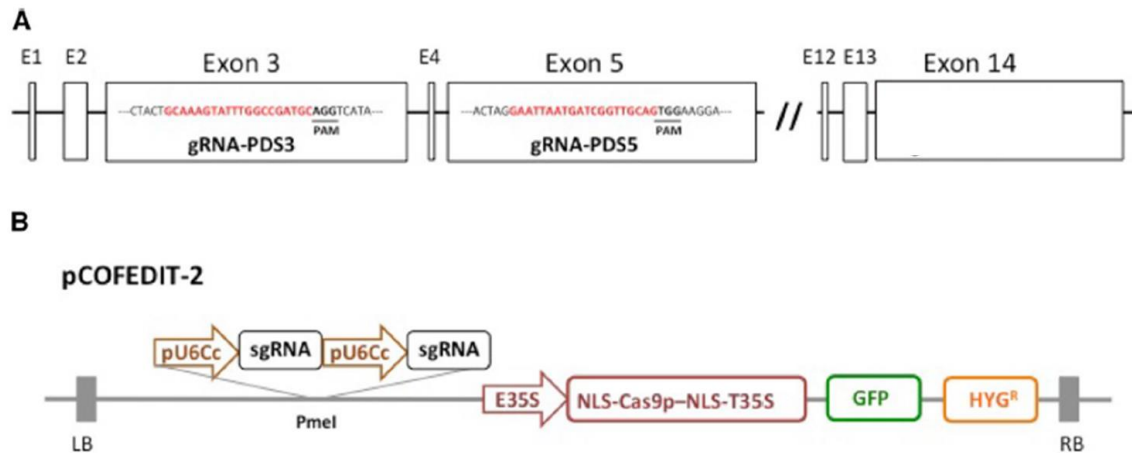 A
E1 E2 Exon 3 E4 Exon 5 E12 E13 Exon 14
---CTACTGCAAAGTATTTGGCCGATGCAGGTCATA--- ---ACTAGGAATTAATGATCGGTTGCAGTGGAAGGA---- //
PAM PAM
gRNA-PDS3 gRNA-PDS5
B
pCOFEDIT-2
pU6Cc sgRNA pU6Cc sgRNA
E35S NLS-Cas9p–NLS-T35S GFP HYGᴿ
PmeI
LB RB